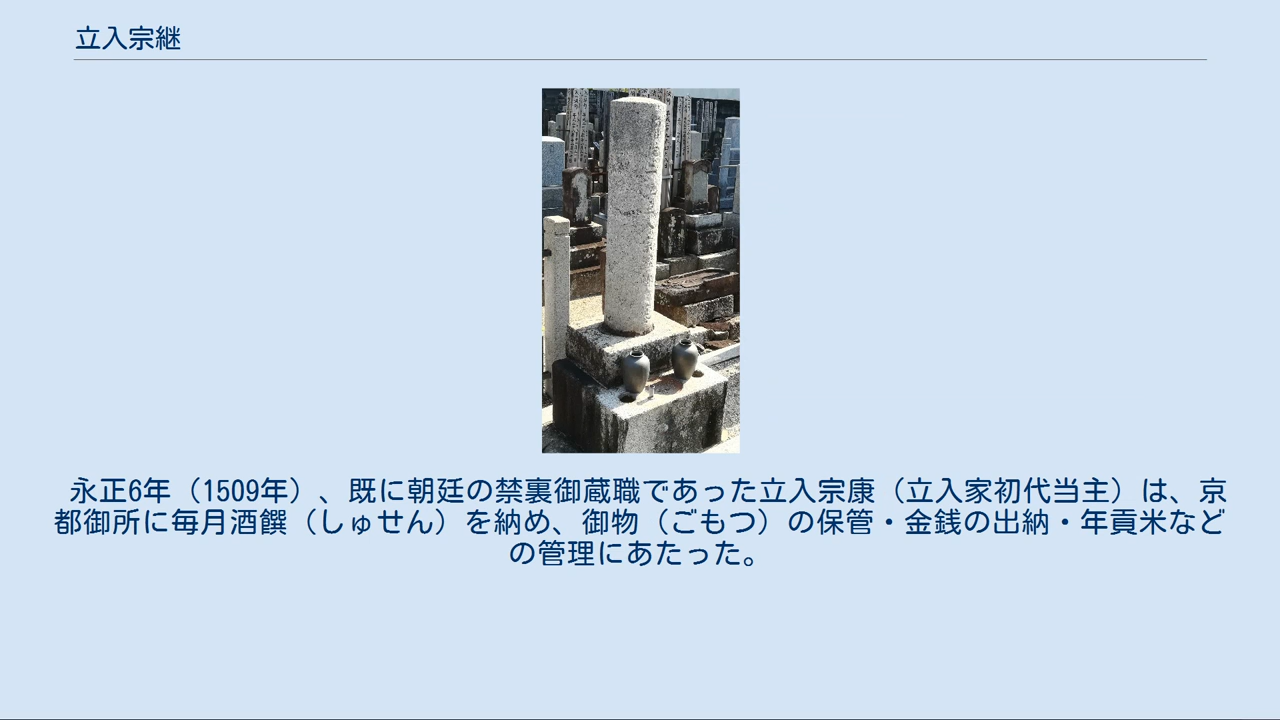 立入宗継
永正6年（1509年）、既に朝廷の禁裏御蔵職であった立入宗康（立入家初代当主）は、京
都御所に毎月酒饌（しゅせん）を納め、御物（ごもつ）の保管・金銭の出納・年貢米など
の管理にあたった。